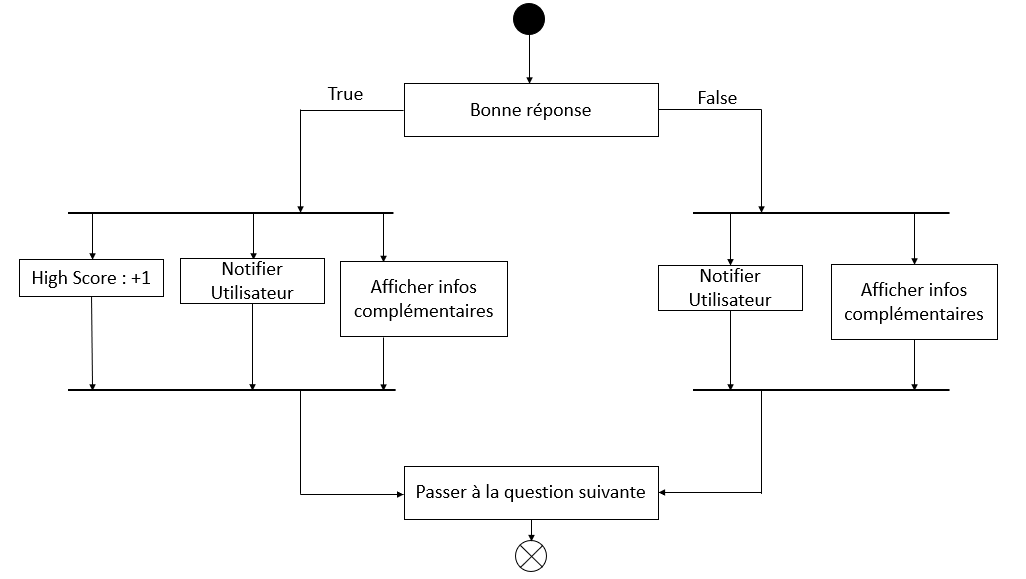 Bonne réponse
True
False
High Score : +1
Notifier
Utilisateur
Afficher infos
complémentaires
Notifier
Utilisateur
Afficher infos
complémentaires
Passer à la question suivante